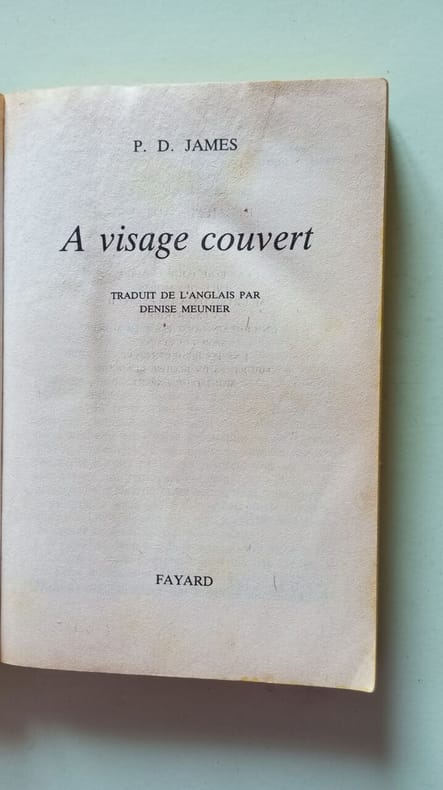 P. D. JAMES
A visage couvert
TRADUIT DE L'ANGLAIS PAR
DENISE MEUNIER
FAYARD